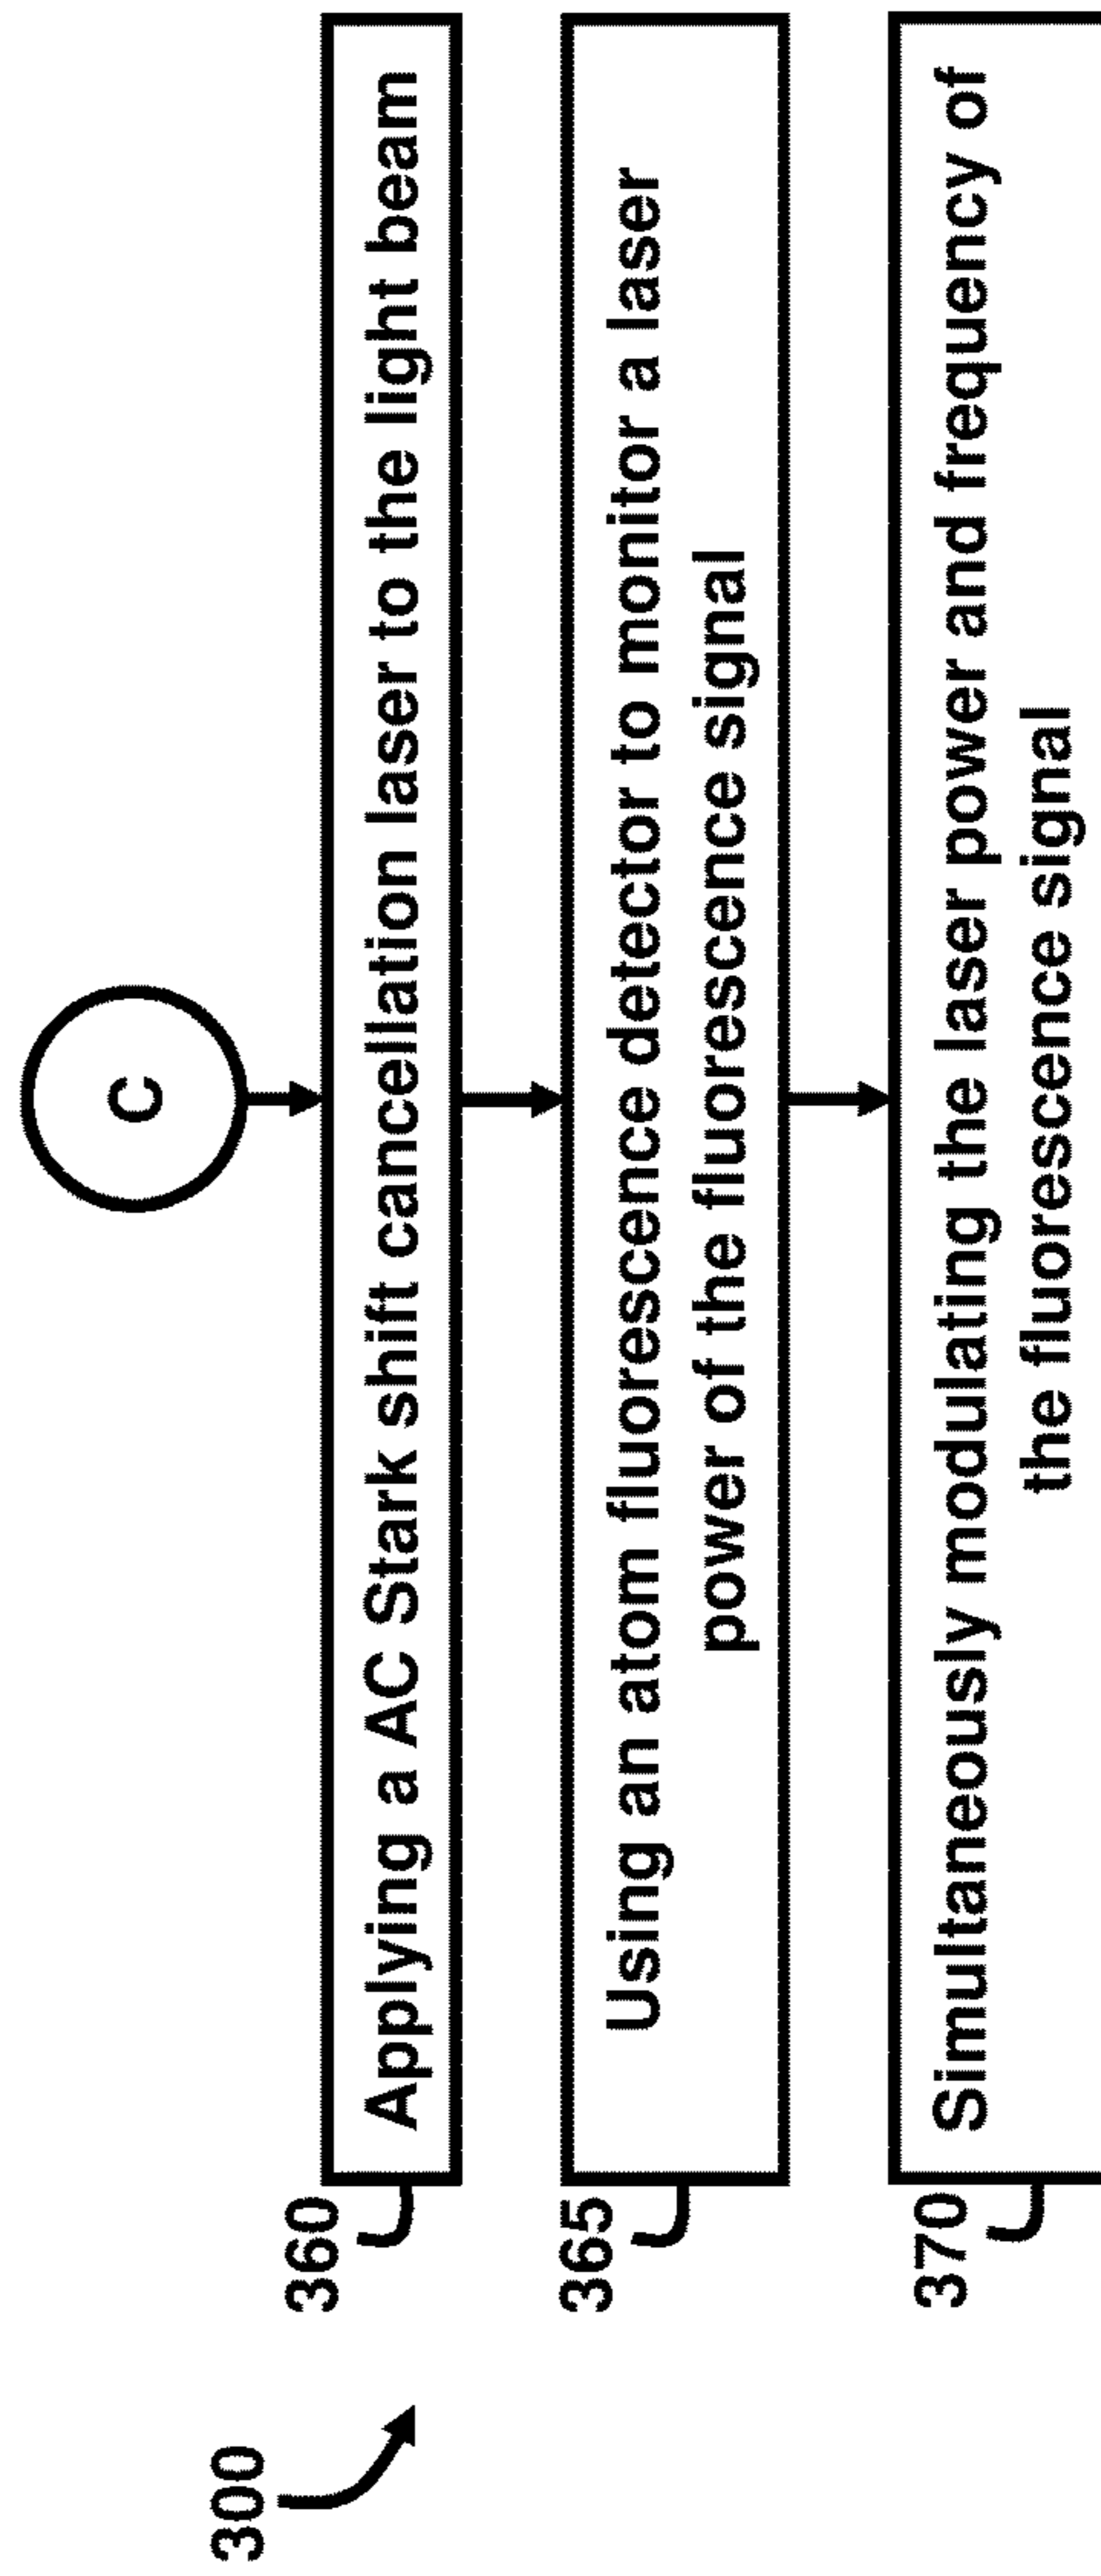 300
C
360
Applying a AC Stark shift cancellation laser to the light beam
365
Using an atom fluorescence detector to monitor a laser
power of the fluorescence signal
370
Simultaneously modulating the laser power and frequency of
the fluorescence signal